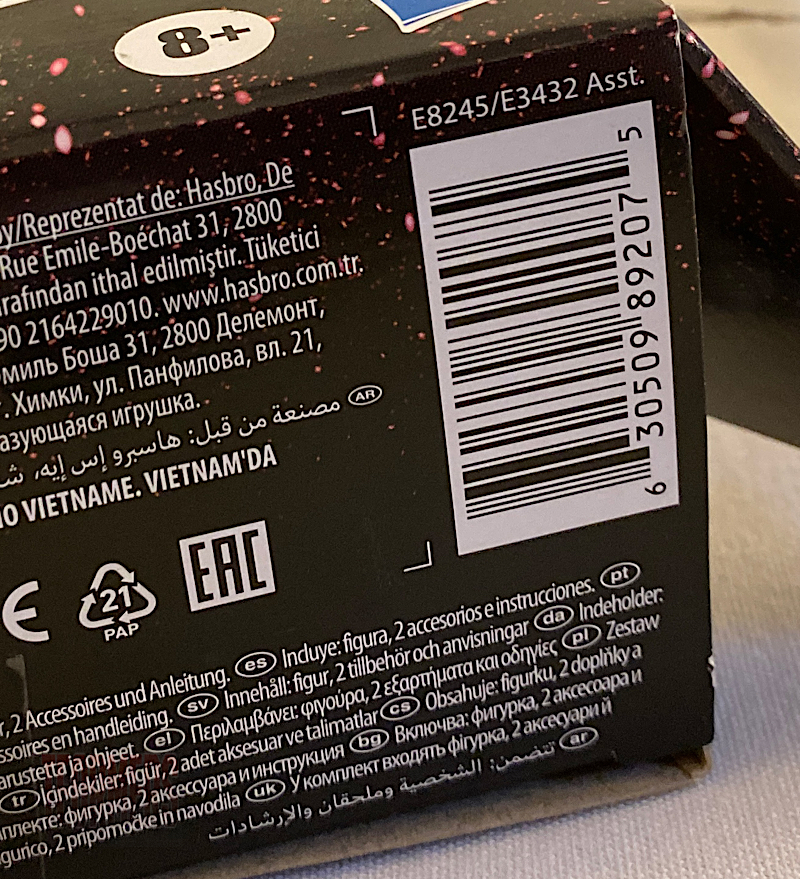 8+
E8245/E3432 Asst.
y/Reprezentat de: Hasbro, De
Rue Emile-Boéchat 31, 2800
rafından ithal edilmiştir. Tüketici
90 2164229010. www.hasbro.com.tr.
миль Боша 31, 2800 Делемонт,
. Химки, ул. Панфилова, вл. 21,
азующаяся игрушка.
AR مصنعة من قبل: هاسبرو إس إيه، ش
IO VIETNAME. VIETNAM'DA
6 30509 89207 5
CE
21
PAP
EAC
r, 2 Accessoires und Anleitung. es Incluye: figura, 2 accesorios e instrucciones. pt
ssoires en handleiding. sv Innehåll: figur, 2 tillbehör och anvisningar da Indeholder:
arustetta ja ohjeet. el Περιλαμβάνει: φιγούρα, 2 εξαρτήματα και οδηγίες pl Zestaw
tr İçindekiler: figür, 2 adet aksesuar ve talimatlar cs Obsahuje: figurku, 2 doplňky a
плекте: фигурка, 2 аксессуара и инструкция bg Включва: фигурка, 2 аксесоара и
gurico, 2 pripomočke in navodila uk У комплект входять фігурка, 2 аксесуари й
ar تتضمن: الشخصية وملحقان والإرشادات